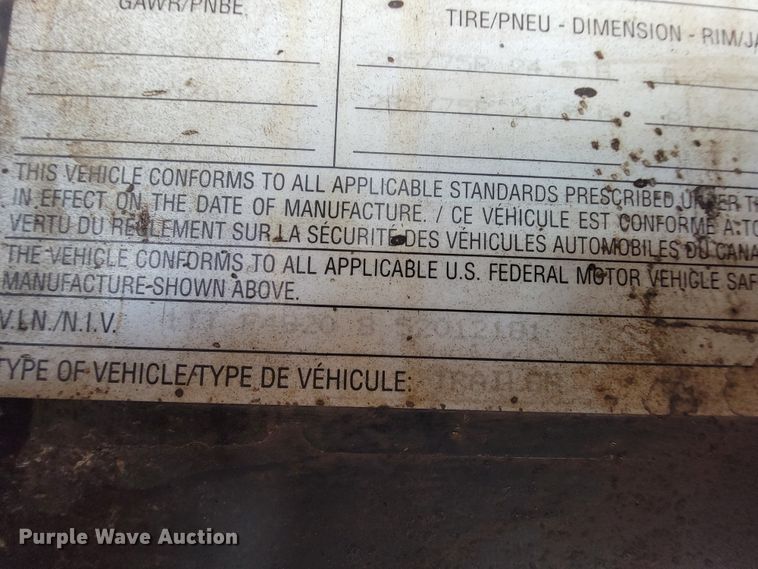 GAWR/PNBE,
TIRE/PNEU - DIMENSION - RIM/JA
THIS VEHICLE CONFORMS TO ALL APPLICABLE STANDARDS PRESCRIBED UNDER T
IN EFFECT ON THE DATE OF MANUFACTURE. / CE VÉHICULE EST CONFORME À TO
VERTU DU RÈGLEMENT SUR LA SÉCURITÉ DES VÉHICULES AUTOMOBILES DU CANA
THE VEHICLE CONFORMS TO ALL APPLICABLE U.S. FEDERAL MOTOR VEHICLE SAF
MANUFACTURE SHOWN ABOVE.
V.I.N./N.I.V.
TYPE OF VEHICLE/TYPE DE VÉHICULE: TRAILER
Purple Wave Auction